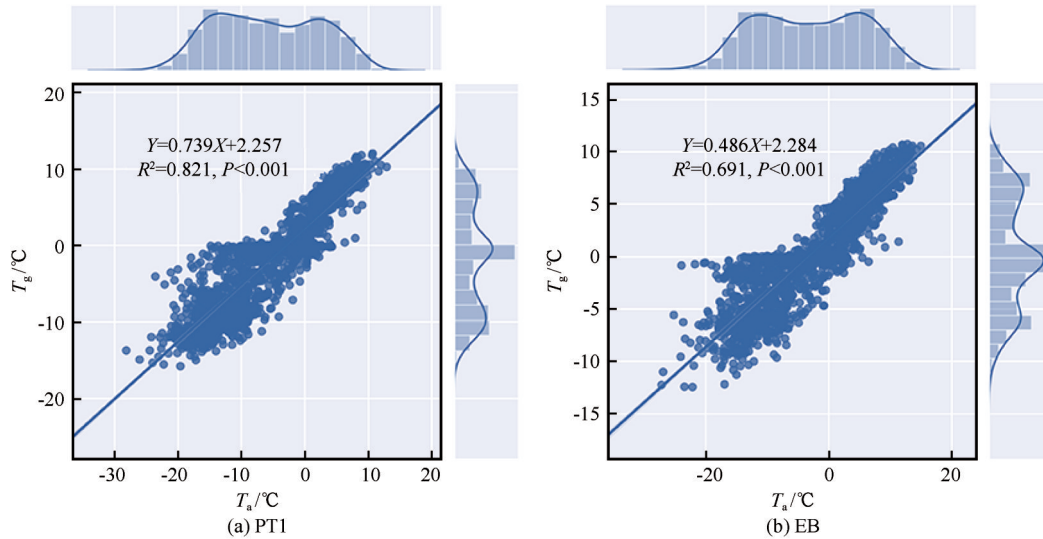 Y=0.739X+2.257
R²=0.821, P<0.001
20
10
0
-10
-20
Tg/℃
-30
-20
-10
0
10
20
Ta/℃
(a) PT1
Y=0.486X+2.284
R²=0.691, P<0.001
15
10
5
0
-5
-10
-15
Tg/℃
-20
0
20
Ta/℃
(b) EB